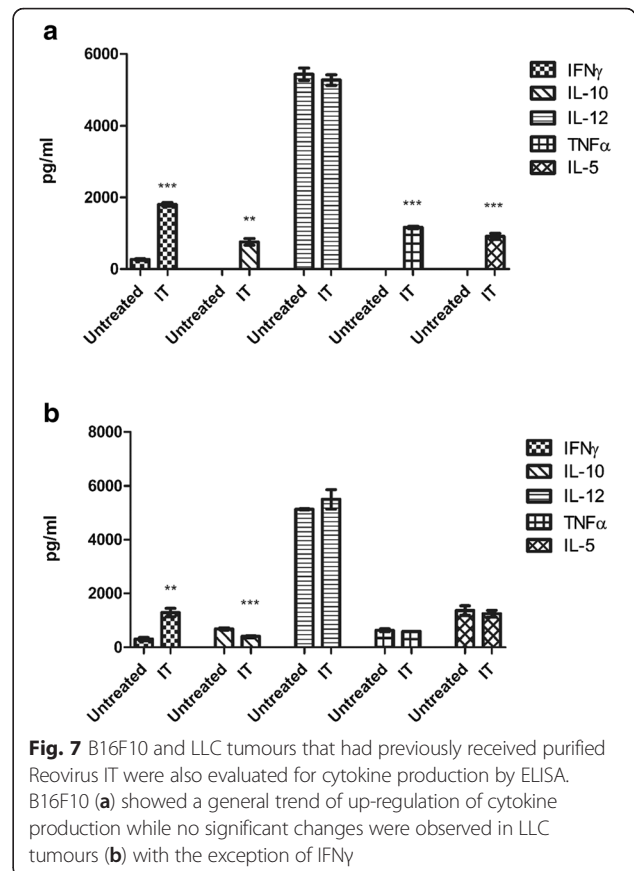 a
6000
4000
2000
0
pg/ml
*** ** *** ***
Untreated IT Untreated IT Untreated IT Untreated IT Untreated IT
IFNγ
IL-10
IL-12
TNFα
IL-5
b
8000
6000
4000
2000
0
pg/ml
** ***
Untreated IT Untreated IT Untreated IT Untreated IT Untreated IT
IFNγ
IL-10
IL-12
TNFα
IL-5
Fig. 7 B16F10 and LLC tumours that had previously received purified
Reovirus IT were also evaluated for cytokine production by ELISA.
B16F10 (a) showed a general trend of up-regulation of cytokine
production while no significant changes were observed in LLC
tumours (b) with the exception of IFNγ